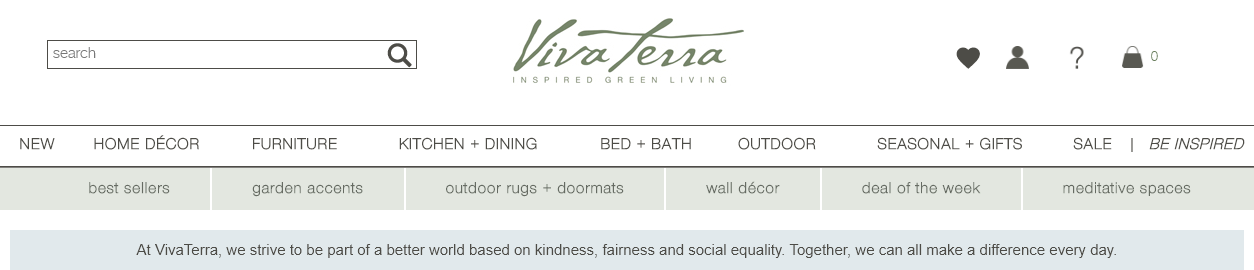 search
Viva Terra
INSPIRED GREEN LIVING
0
NEW HOME DÉCOR FURNITURE KITCHEN + DINING BED + BATH OUTDOOR SEASONAL + GIFTS SALE | BE INSPIRED
best sellers garden accents outdoor rugs + doormats wall décor deal of the week meditative spaces
At VivaTerra, we strive to be part of a better world based on kindness, fairness and social equality. Together, we can all make a difference every day.